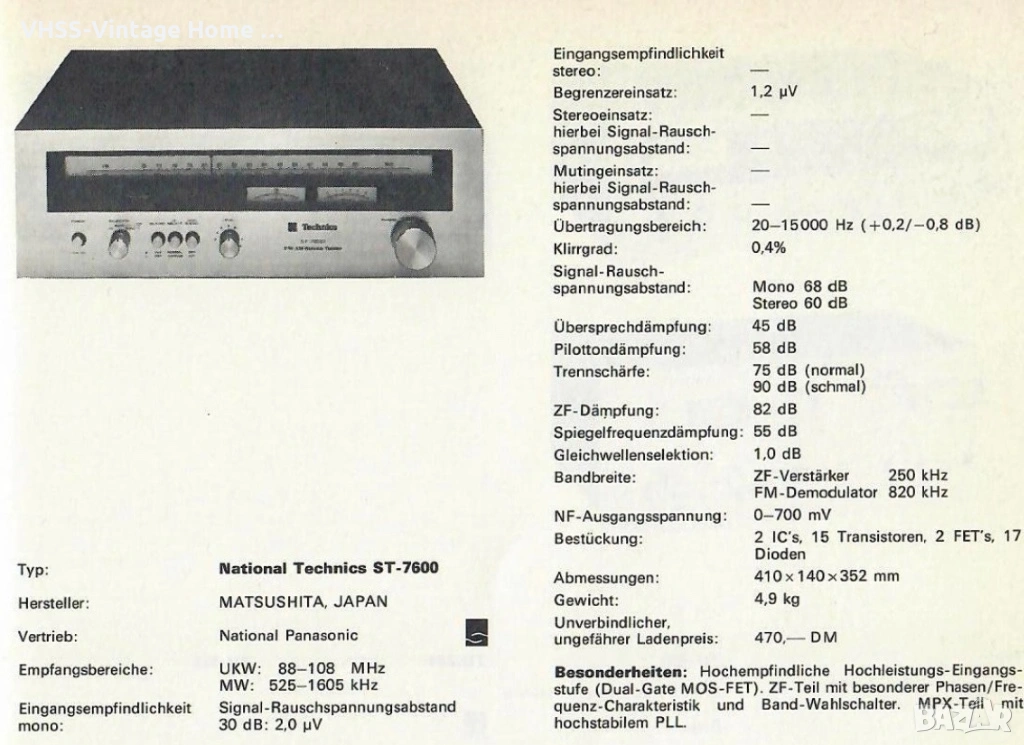 VHSS-Vintage Home ...
Technics
Typ: National Technics ST-7600
Hersteller: MATSUSHITA, JAPAN
Vertrieb: National Panasonic
Empfangsbereiche: UKW: 88–108 MHz
MW: 525–1605 kHz
Eingangsempfindlichkeit Signal-Rauschspannungsabstand
mono: 30 dB: 2,0 µV
Eingangsempfindlichkeit
stereo: —
Begrenzereinsatz: 1,2 µV
Stereoeinsatz: —
hierbei Signal-Rausch-
spannungsabstand: —
Mutingeinsatz: —
hierbei Signal-Rausch-
spannungsabstand: —
Übertragungsbereich: 20–15000 Hz (+0,2/–0,8 dB)
Klirrgrad: 0,4%
Signal-Rausch-
spannungsabstand: Mono 68 dB
Stereo 60 dB
Übersprechdämpfung: 45 dB
Pilottondämpfung: 58 dB
Trennschärfe: 75 dB (normal)
90 dB (schmal)
ZF-Dämpfung: 82 dB
Spiegelfrequenzdämpfung: 55 dB
Gleichwellenselektion: 1,0 dB
Bandbreite: ZF-Verstärker 250 kHz
FM-Demodulator 820 kHz
NF-Ausgangsspannung: 0–700 mV
Bestückung: 2 IC's, 15 Transistoren, 2 FET's, 17
Dioden
Abmessungen: 410×140×352 mm
Gewicht: 4,9 kg
Unverbindlicher,
ungefährer Ladenpreis: 470,— DM
Besonderheiten: Hochempfindliche Hochleistungs-Eingangs-
stufe (Dual-Gate MOS-FET). ZF-Teil mit besonderer Phasen/Fre-
quenz-Charakteristik und Band-Wahlschalter. MPX-Teil mit
hochstabilem PLL.
BAZAR